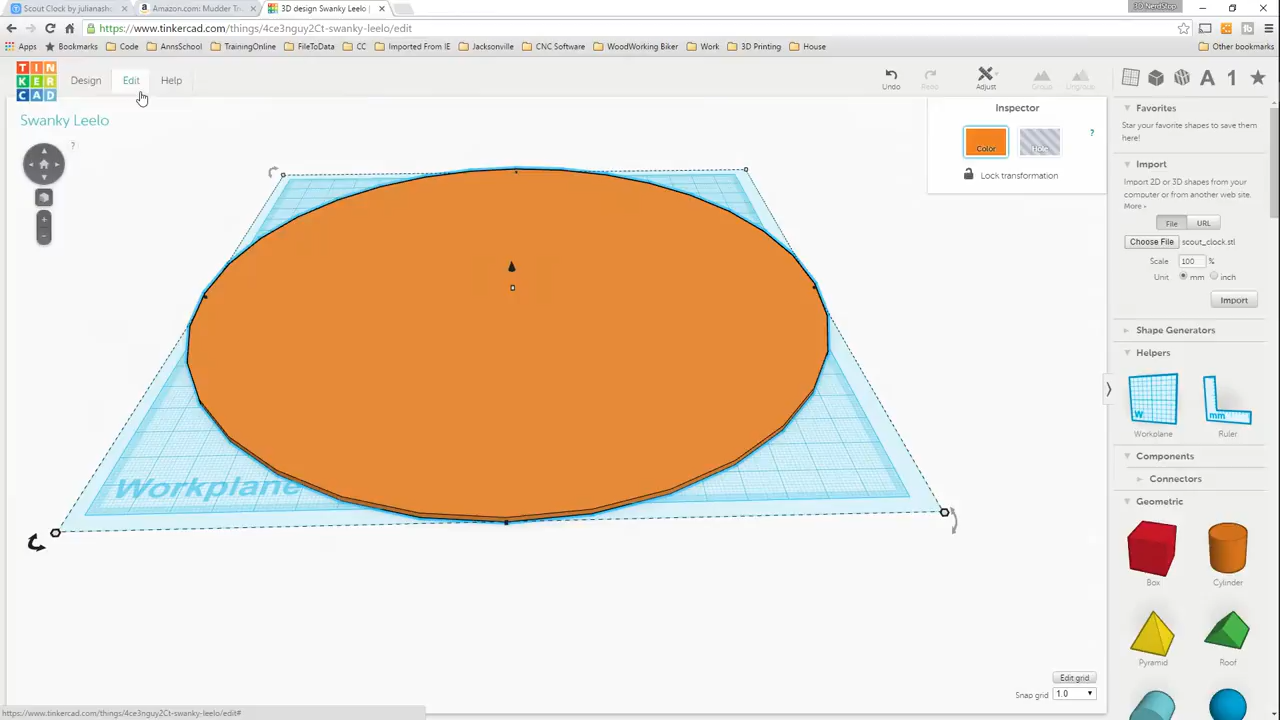 3D NerdStop
Scout Clock by julianasho
Amazon.com: Mudder Tr
3D design Swanky Leelo |
https://www.tinkercad.com/things/4ce3nguy2Ct-swanky-leelo/edit
Apps
Bookmarks
Code
AnnsSchool
TrainingOnline
FileToData
CC
Imported From IE
Jacksonville
CNC Software
WoodWorking Biker
Work
3D Printing
House
Other bookmarks
TIN
KER
CAD
Design
Edit
Help
Undo
Redo
Adjust
Group
Ungroup
Swanky Leelo
?
Inspector
Color
Hole
?
Lock transformation
Favorites
Star your favorite shapes to save them
here!
Import
Import 2D or 3D shapes from your
computer or from another web site.
More
File
URL
Choose File
scout_clock.stl
Scale
100
%
Unit
mm
inch
Import
Shape Generators
Helpers
W
mm
Workplane
Ruler
Components
Connectors
Geometric
Box
Cylinder
Pyramid
Roof
Workplane
Edit grid
Snap grid
1.0
https://www.tinkercad.com/things/4ce3nguy2Ct-swanky-leelo/edit#